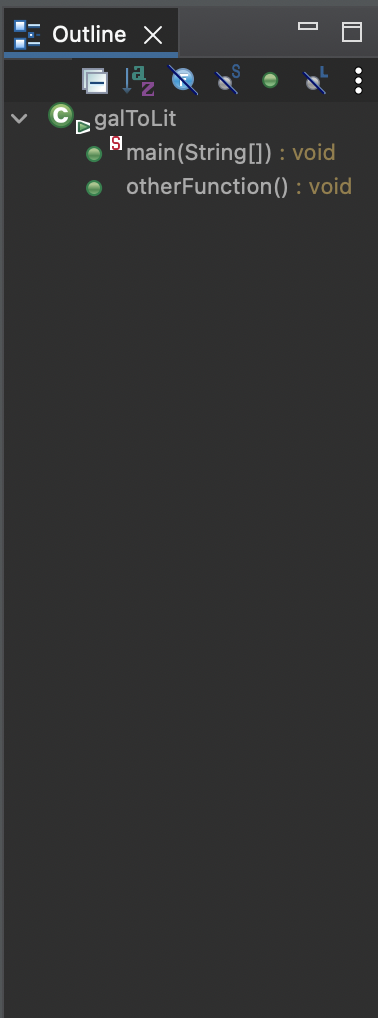 Outline
a
z
F
S
L
C galToLit
S main(String[]) : void
otherFunction() : void